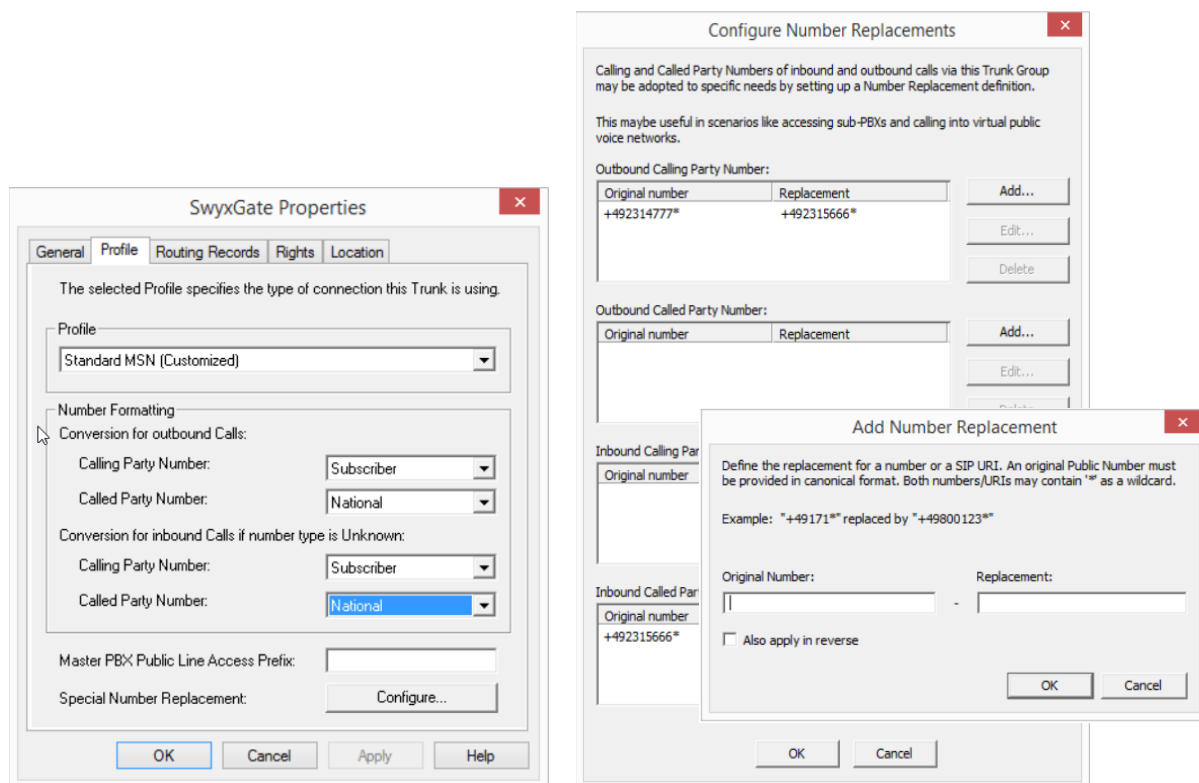 SwyxGate Properties
General Profile Routing Records Rights Location
The selected Profile specifies the type of connection this Trunk is using.
Profile
Standard MSN (Customized)
Number Formatting
Conversion for outbound Calls:
Calling Party Number: Subscriber
Called Party Number: National
Conversion for inbound Calls if number type is Unknown:
Calling Party Number: Subscriber
Called Party Number: National
Master PBX Public Line Access Prefix:
Special Number Replacement: Configure...
OK Cancel Apply Help
Configure Number Replacements
Calling and Called Party Numbers of inbound and outbound calls via this Trunk Group
may be adopted to specific needs by setting up a Number Replacement definition.
This maybe useful in scenarios like accessing sub-PBXs and calling into virtual public
voice networks.
Outbound Calling Party Number:
Original number Replacement Add...
+492314777* +492315666*
Edit...
Delete
Outbound Called Party Number:
Original number Replacement Add...
Edit...
Inbound Calling Par
Original number
Inbound Called Par
Original number
+492315666*
OK Cancel
Add Number Replacement
Define the replacement for a number or a SIP URI. An original Public Number must
be provided in canonical format. Both numbers/URIs may contain '*' as a wildcard.
Example: "+49171*" replaced by "+49800123*"
Original Number: Replacement:
-
Also apply in reverse
OK Cancel